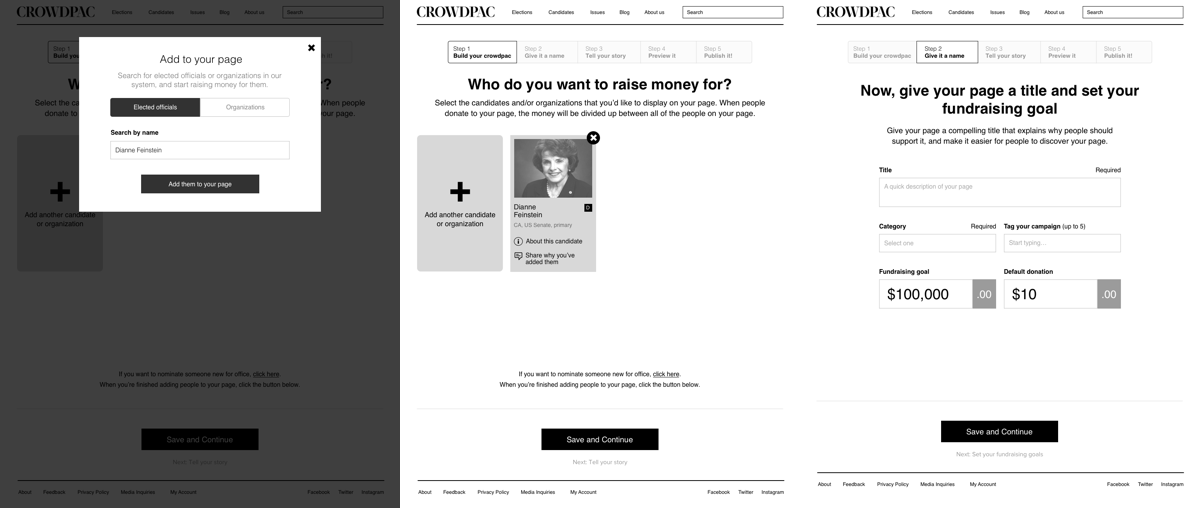 CROWDPAC
Elections Candidates Issues Blog About us Search
Step 1
Build your
Add to your page
Search for elected officials or organizations in our
system, and start raising money for them.
Elected officials Organizations
Search by name
Dianne Feinstein
Add them to your page
Add another candidate
or organization
If you want to nominate someone new for office, click here.
When you're finished adding people to your page, click the button below.
Save and Continue
Next: Tell your story
About Feedback Privacy Policy Media Inquiries My Account Facebook Twitter Instagram
CROWDPAC
Elections Candidates Issues Blog About us Search
Step 1 Step 2 Step 3 Step 4 Step 5
Build your crowdpac Give it a name Tell your story Preview it Publish it!
Who do you want to raise money for?
Select the candidates and/or organizations that you'd like to display on your page. When people
donate to your page, the money will be divided up between all of the people on your page.
Add another candidate
or organization
Dianne
Feinstein
D
CA, US Senate, primary
About this candidate
Share why you've
added them
If you want to nominate someone new for office, click here.
When you're finished adding people to your page, click the button below.
Save and Continue
Next: Tell your story
About Feedback Privacy Policy Media Inquiries My Account Facebook Twitter Instagram
CROWDPAC
Elections Candidates Issues Blog About us Search
Step 1 Step 2 Step 3 Step 4 Step 5
Build your crowdpac Give it a name Tell your story Preview it Publish it!
Now, give your page a title and set your
fundraising goal
Give your page a compelling title that explains why people should
support it, and make it easier for people to discover your page.
Title Required
A quick description of your page
Category Required Tag your campaign (up to 5)
Select one Start typing...
Fundraising goal Default donation
$100,000 .00 $10 .00
Save and Continue
Next: Set your fundraising goals
About Feedback Privacy Policy Media Inquiries My Account Facebook Twitter Instagram